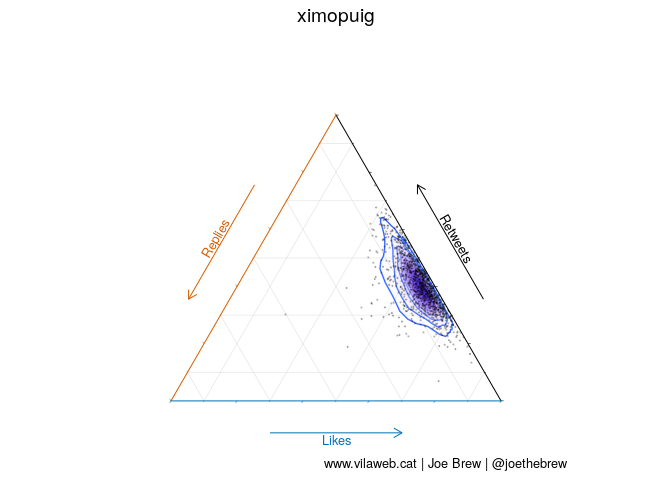 ximopuig
Replies
Retweets
Likes
www.vilaweb.cat | Joe Brew | @joethebrew